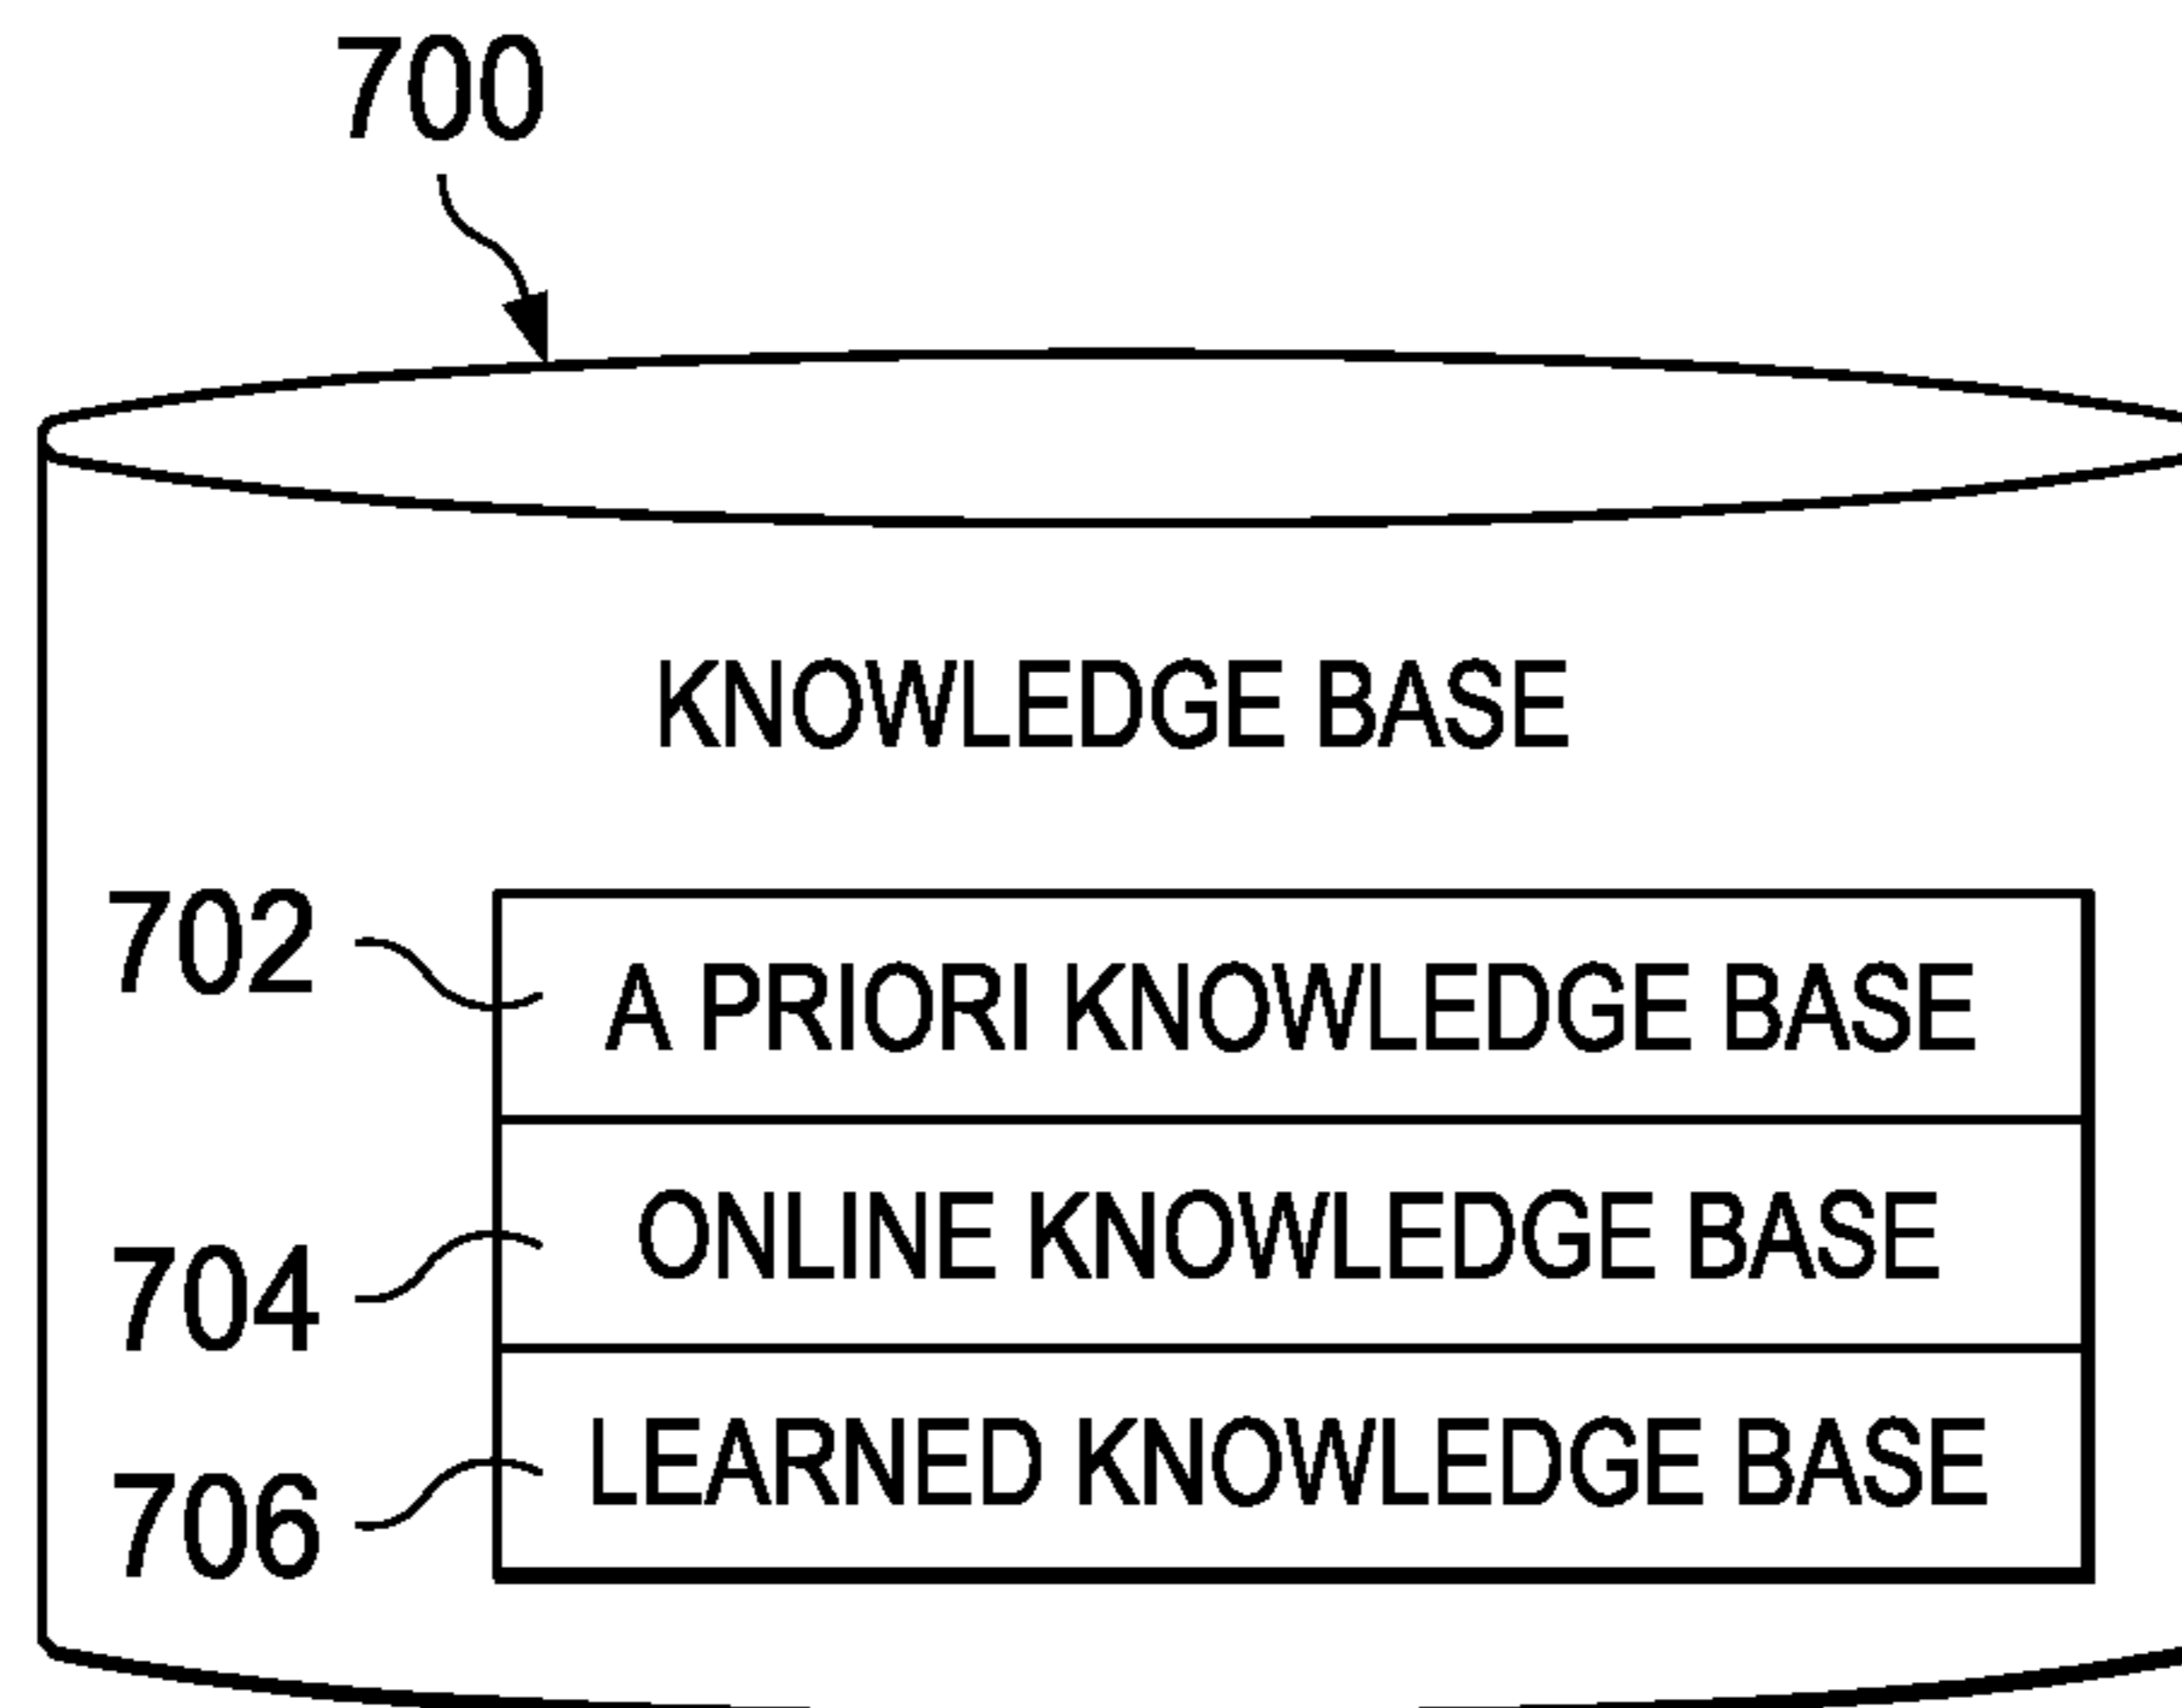 700
KNOWLEDGE BASE
702
A PRIORI KNOWLEDGE BASE
704
ONLINE KNOWLEDGE BASE
706
LEARNED KNOWLEDGE BASE